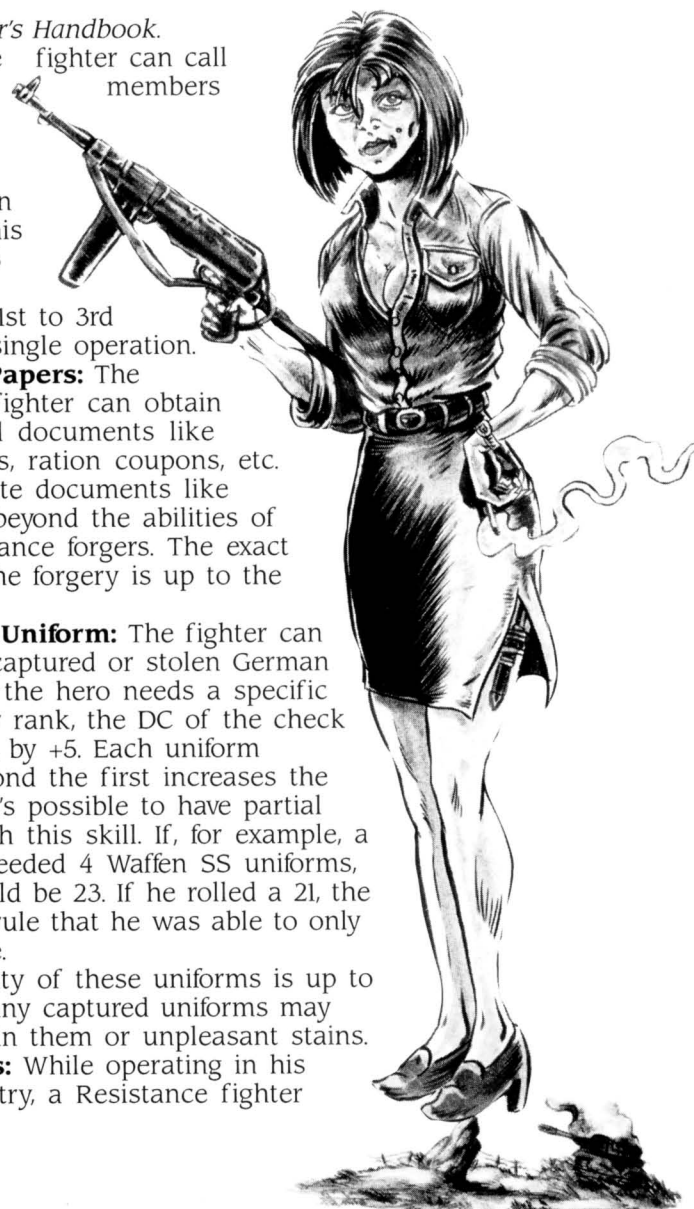 r's Handbook.
e fighter can call
members
n
his
1st to 3rd
single operation.
Papers: The
fighter can obtain
d documents like
s, ration coupons, etc.
te documents like
beyond the abilities of
tance forgers. The exact
he forgery is up to the
Uniform: The fighter can
captured or stolen German
the hero needs a specific
r rank, the DC of the check
by +5. Each uniform
ond the first increases the
t's possible to have partial
h this skill. If, for example, a
needed 4 Waffen SS uniforms,
ld be 23. If he rolled a 21, the
rule that he was able to only
e.
ity of these uniforms is up to
ny captured uniforms may
in them or unpleasant stains.
s: While operating in his
try, a Resistance fighter